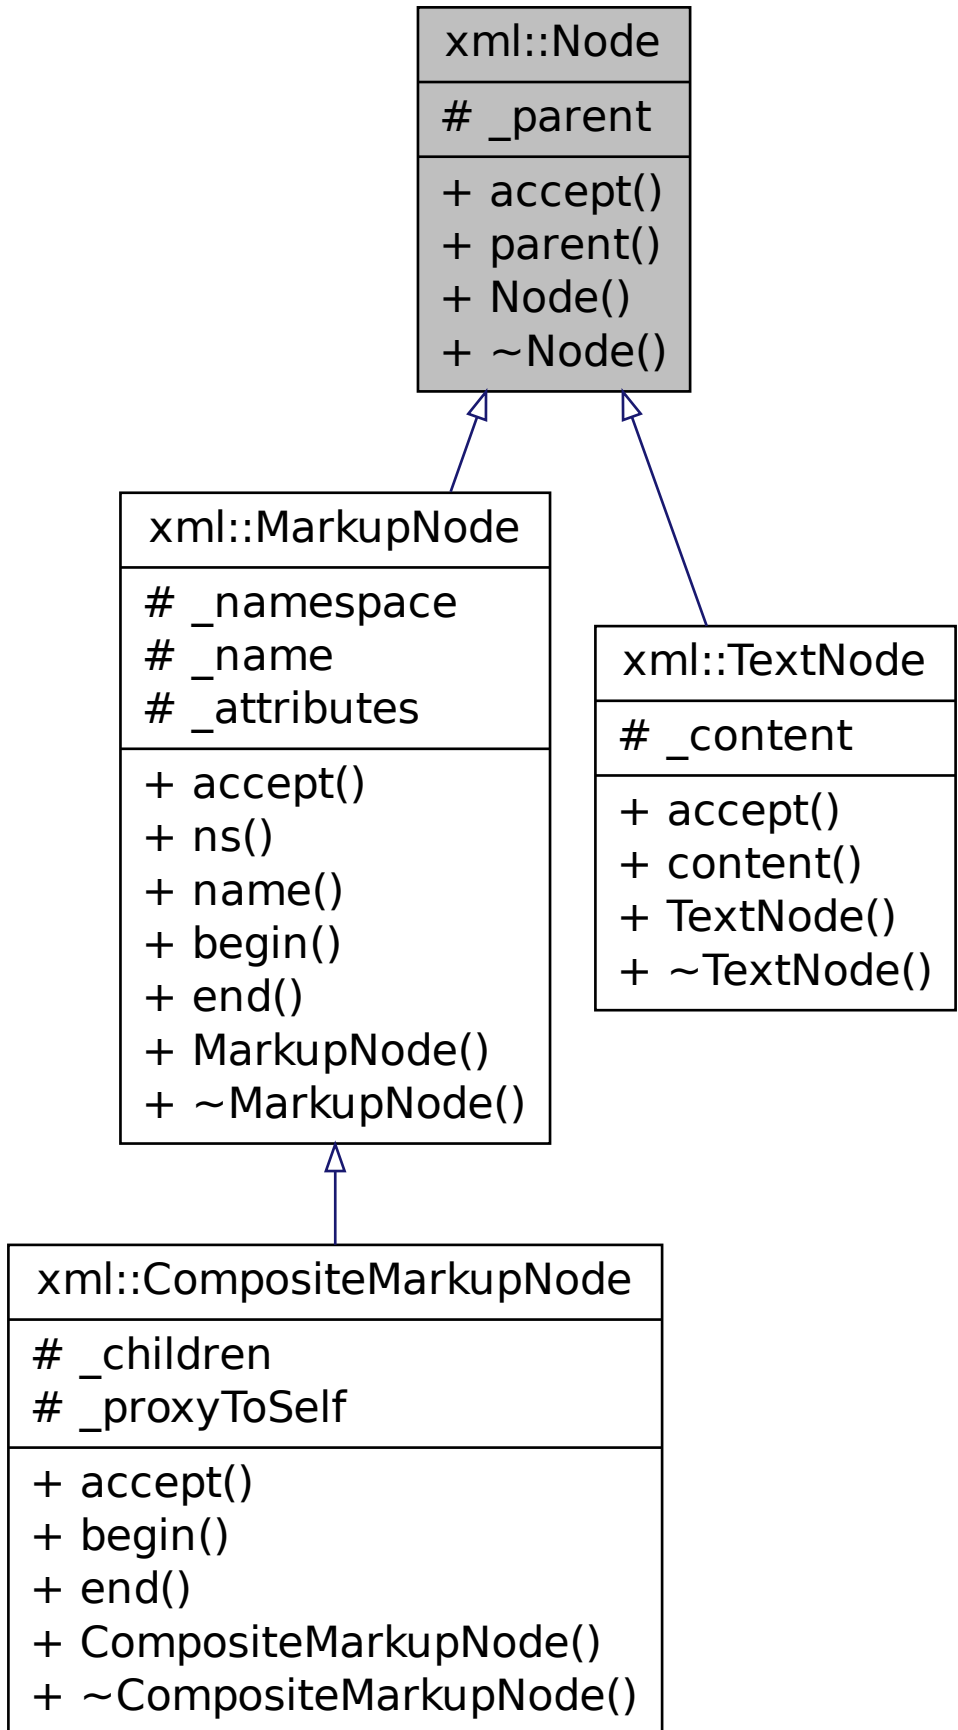 xml::Node
# _parent
+ accept()
+ parent()
+ Node()
+ ~Node()
xml::MarkupNode
# _namespace
# _name
# _attributes
+ accept()
+ ns()
+ name()
+ begin()
+ end()
+ MarkupNode()
+ ~MarkupNode()
xml::TextNode
# _content
+ accept()
+ content()
+ TextNode()
+ ~TextNode()
xml::CompositeMarkupNode
# _children
# _proxyToSelf
+ accept()
+ begin()
+ end()
+ CompositeMarkupNode()
+ ~CompositeMarkupNode()